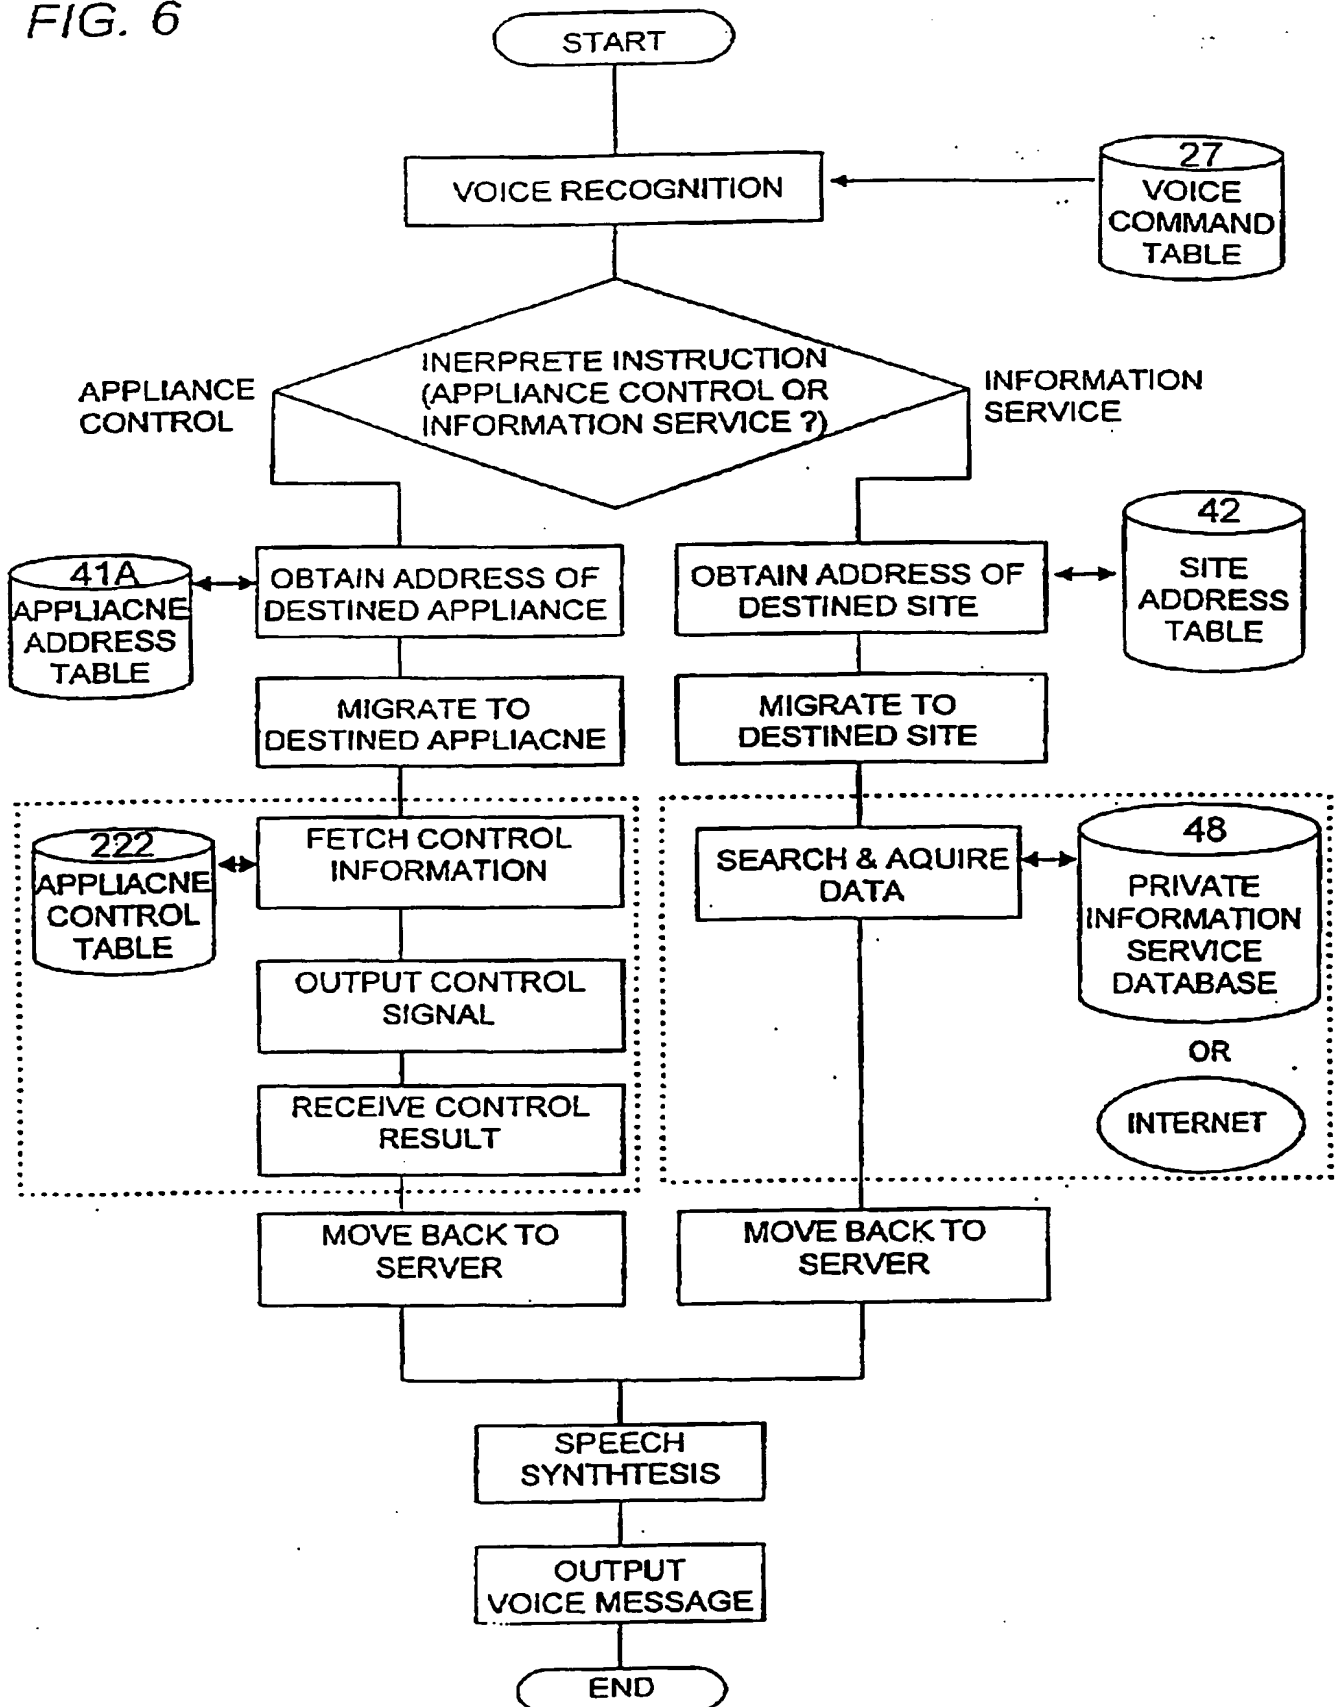 FIG. 6
START
VOICE RECOGNITION
27
VOICE
COMMAND
TABLE
INERPRETE INSTRUCTION
(APPLIANCE CONTROL OR
INFORMATION SERVICE ?)
APPLIANCE
CONTROL
INFORMATION
SERVICE
41A
APPLIACNE
ADDRESS
TABLE
OBTAIN ADDRESS OF
DESTINED APPLIANCE
OBTAIN ADDRESS OF
DESTINED SITE
42
SITE
ADDRESS
TABLE
MIGRATE TO
DESTINED APPLIACNE
MIGRATE TO
DESTINED SITE
222
APPLIACNE
CONTROL
TABLE
FETCH CONTROL
INFORMATION
SEARCH & AQUIRE
DATA
48
PRIVATE
INFORMATION
SERVICE
DATABASE
OR
INTERNET
OUTPUT CONTROL
SIGNAL
RECEIVE CONTROL
RESULT
MOVE BACK TO
SERVER
MOVE BACK TO
SERVER
SPEECH
SYNTHTESIS
OUTPUT
VOICE MESSAGE
END